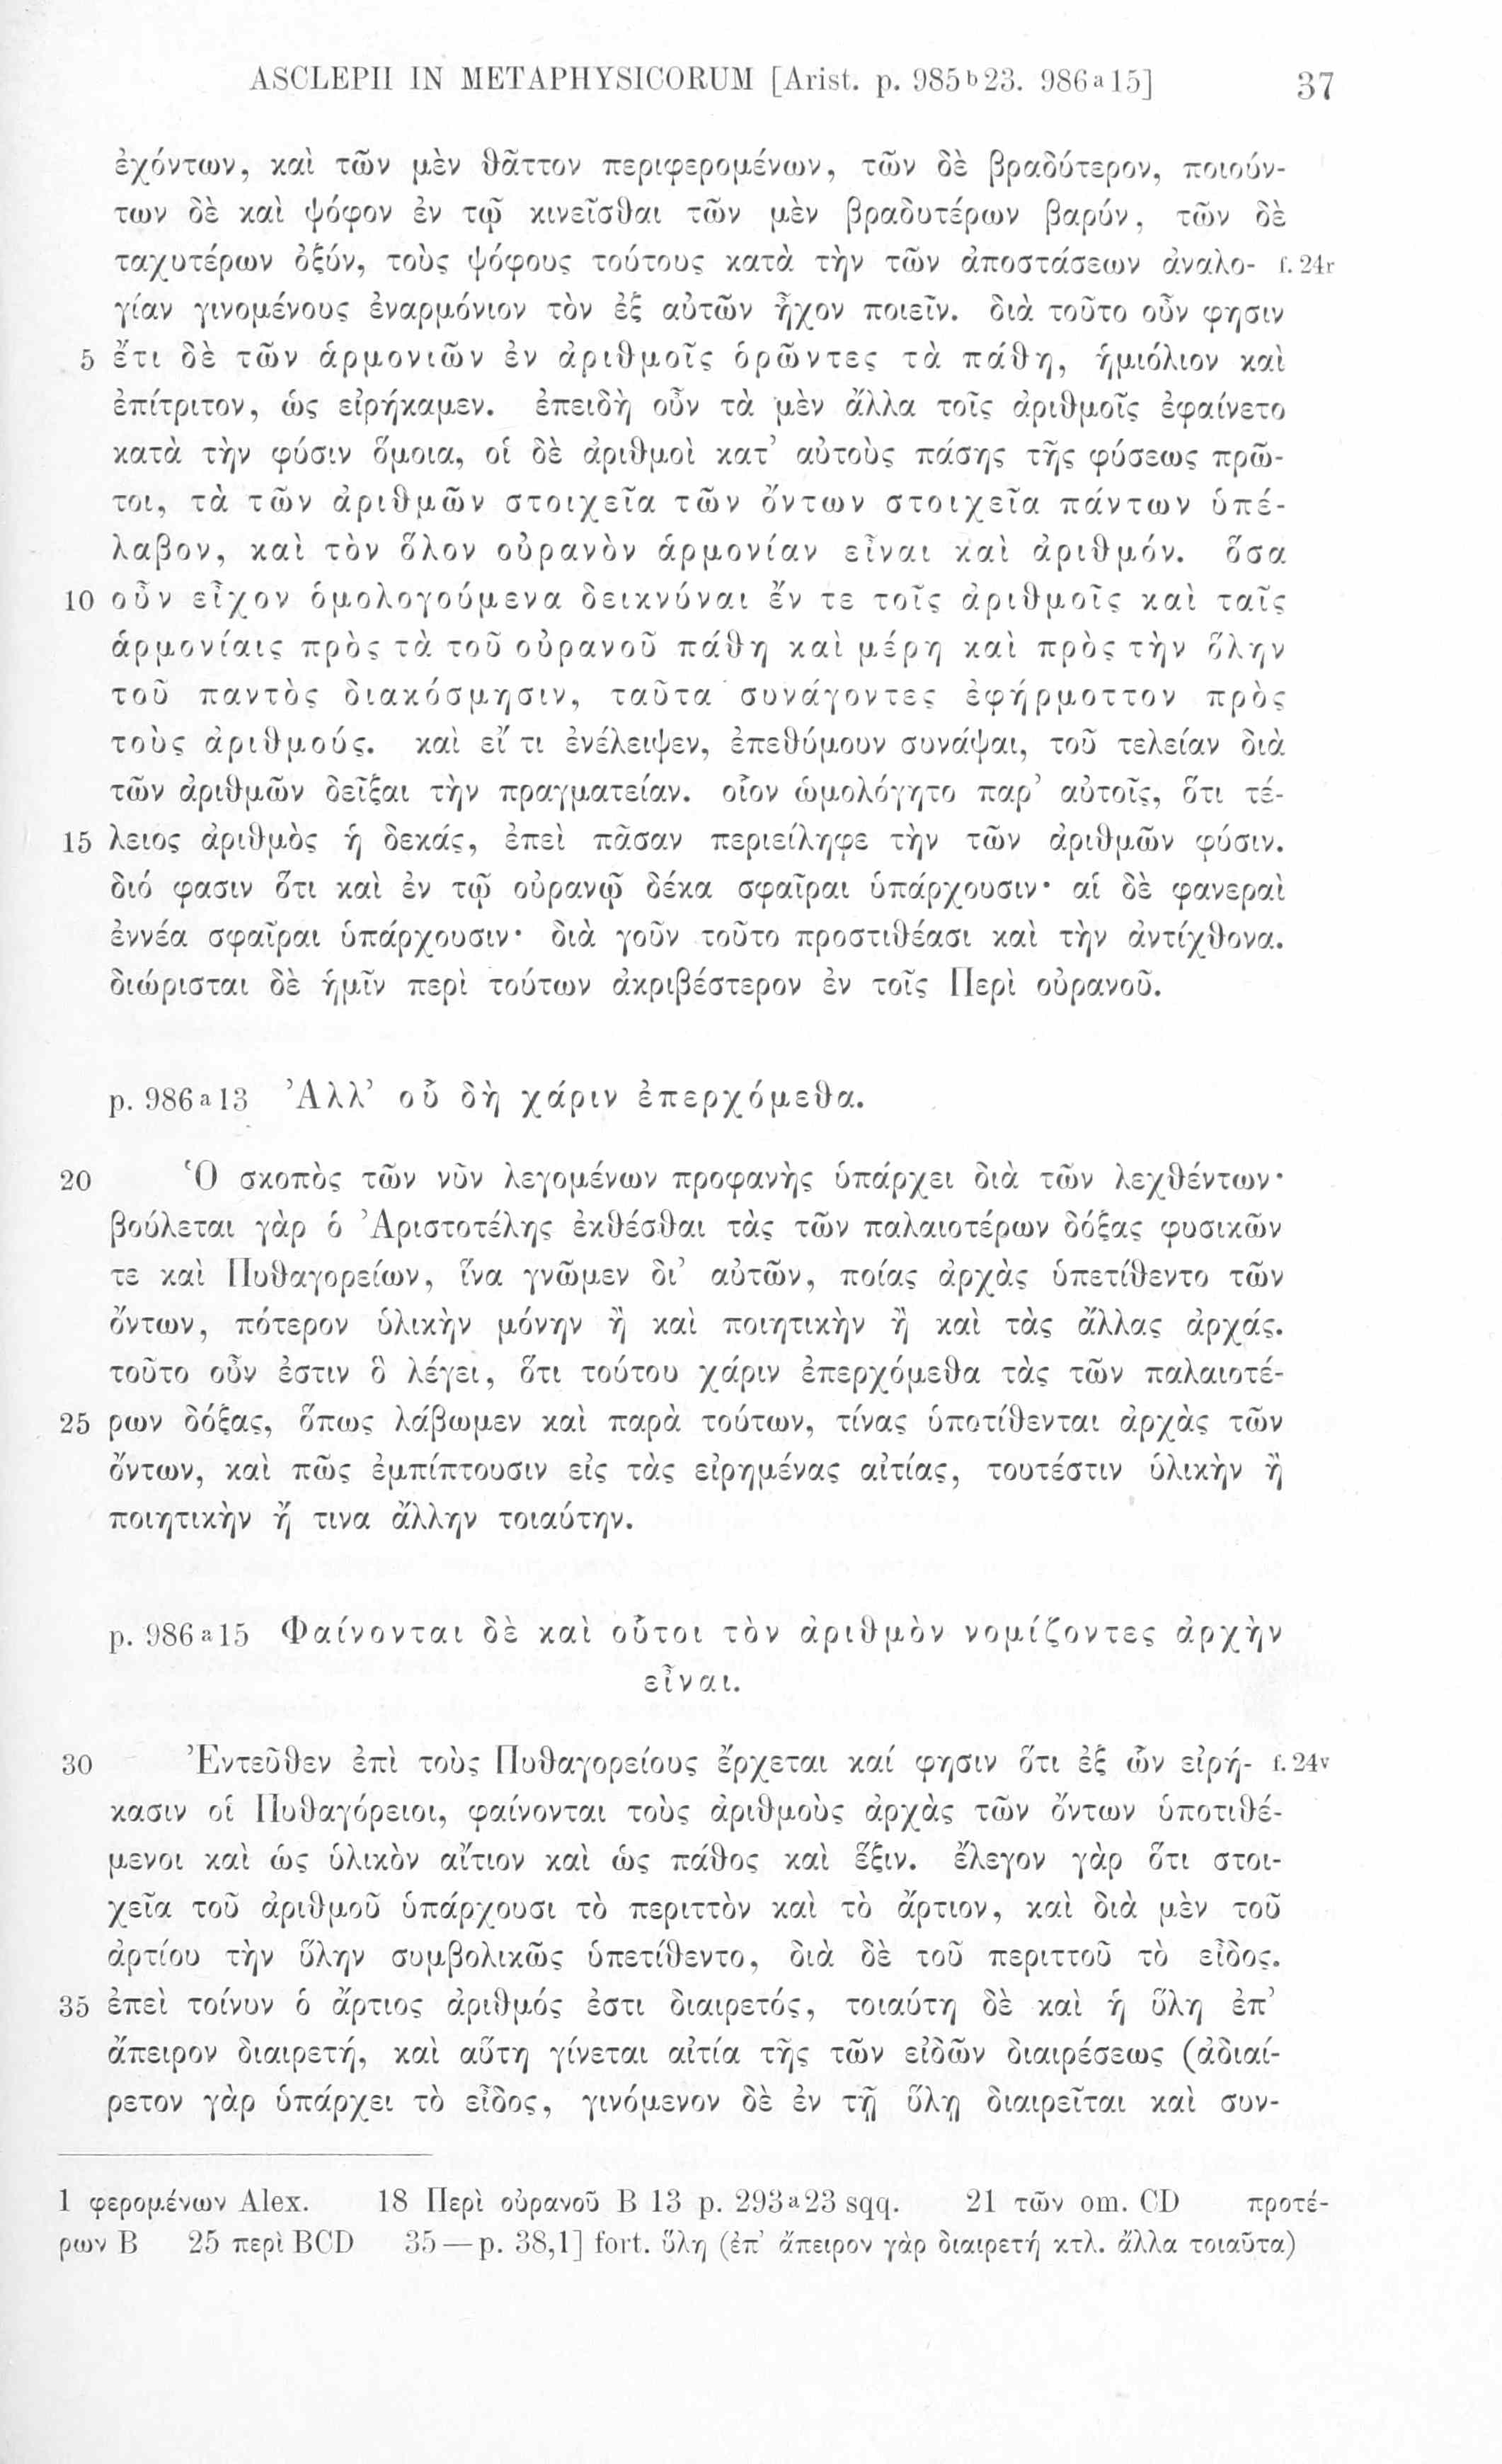 ASCLEPII IN METAPHYSICORUM [Arist. p. 985ᵇ23. 986ᵃ15] 37
ἐχόντων, καὶ τῶν μὲν θᾶττον περιφερομένων, τῶν δὲ βραδύτερον, ποιούν-
των δὲ καὶ ψόφον ἐν τῷ κινεῖσθαι τῶν μὲν βραδυτέρων βαρύν, τῶν δὲ
ταχυτέρων ὀξύν, τοὺς ψόφους τούτους κατὰ τὴν τῶν ἀποστάσεων ἀναλο- f. 24r
γίαν γινομένους ἐναρμόνιον τὸν ἐξ αὐτῶν ἦχον ποιεῖν. διὰ τοῦτο οὖν φησιν
5 ἔτι δὲ τῶν ἁρμονιῶν ἐν ἀριθμοῖς ὁρῶντες τὰ πάθη, ἡμιόλιον καὶ
ἐπίτριτον, ὡς εἰρήκαμεν. ἐπειδὴ οὖν τὰ μὲν ἄλλα τοῖς ἀριθμοῖς ἐφαίνετο
κατὰ τὴν φύσιν ὅμοια, οἱ δὲ ἀριθμοὶ κατ’ αὐτοὺς πάσης τῆς φύσεως πρῶ-
τοι, τὰ τῶν ἀριθμῶν στοιχεῖα τῶν ὄντων στοιχεῖα πάντων ὑπέ-
λαβον, καὶ τὸν ὅλον οὐρανὸν ἁρμονίαν εἶναι καὶ ἀριθμόν. ὅσα
10 οὖν εἶχον ὁμολογούμενα δεικνύναι ἔν τε τοῖς ἀριθμοῖς καὶ ταῖς
ἁρμονίαις πρὸς τὰ τοῦ οὐρανοῦ πάθη καὶ μέρη καὶ πρὸς τὴν ὅλην
τοῦ παντὸς διακόσμησιν, ταῦτα συνάγοντες ἐφήρμοττον πρὸς
τοὺς ἀριθμούς. καὶ εἴ τι ἐνέλειψεν, ἐπεθύμουν συνάψαι, τοῦ τελείαν διὰ
τῶν ἀριθμῶν δεῖξαι τὴν πραγματείαν. οἷον ὡμολόγητο παρ’ αὐτοῖς, ὅτι τέ-
15 λειος ἀριθμὸς ἡ δεκάς, ἐπεὶ πᾶσαν περιείληφε τὴν τῶν ἀριθμῶν φύσιν.
διό φασιν ὅτι καὶ ἐν τῷ οὐρανῷ δέκα σφαῖραι ὑπάρχουσιν· αἱ δὲ φανεραὶ
ἐννέα σφαῖραι ὑπάρχουσιν· διὰ γοῦν τοῦτο προστιθέασι καὶ τὴν ἀντίχθονα.
διώρισται δὲ ἡμῖν περὶ τούτων ἀκριβέστερον ἐν τοῖς Περὶ οὐρανοῦ.
p. 986ᵃ13 Ἀλλ’ οὗ δὴ χάριν ἐπερχόμεθα.
20 Ὁ σκοπὸς τῶν νῦν λεγομένων προφανὴς ὑπάρχει διὰ τῶν λεχθέντων·
βούλεται γὰρ ὁ Ἀριστοτέλης ἐκθέσθαι τὰς τῶν παλαιοτέρων δόξας φυσικῶν
τε καὶ Πυθαγορείων, ἵνα γνῶμεν δι’ αὐτῶν, ποίας ἀρχὰς ὑπετίθεντο τῶν
ὄντων, πότερον ὑλικὴν μόνην ἢ καὶ ποιητικὴν ἢ καὶ τὰς ἄλλας ἀρχάς.
τοῦτο οὖν ἐστιν ὃ λέγει, ὅτι τούτου χάριν ἐπερχόμεθα τὰς τῶν παλαιοτέ-
25 ρων δόξας, ὅπως λάβωμεν καὶ παρὰ τούτων, τίνας ὑποτίθενται ἀρχὰς τῶν
ὄντων, καὶ πῶς ἐμπίπτουσιν εἰς τὰς εἰρημένας αἰτίας, τουτέστιν ὑλικὴν ἢ
ποιητικὴν ἤ τινα ἄλλην τοιαύτην.
p. 986ᵃ15 Φαίνονται δὲ καὶ οὗτοι τὸν ἀριθμὸν νομίζοντες ἀρχὴν
εἶναι.
30 Ἐντεῦθεν ἐπὶ τοὺς Πυθαγορείους ἔρχεται καί φησιν ὅτι ἐξ ὧν εἰρή- f. 24v
κασιν οἱ Πυθαγόρειοι, φαίνονται τοὺς ἀριθμοὺς ἀρχὰς τῶν ὄντων ὑποτιθέ-
μενοι καὶ ὡς ὑλικὸν αἴτιον καὶ ὡς πάθος καὶ ἕξιν. ἔλεγον γὰρ ὅτι στοι-
χεῖα τοῦ ἀριθμοῦ ὑπάρχουσι τὸ περιττὸν καὶ τὸ ἄρτιον, καὶ διὰ μὲν τοῦ
ἀρτίου τὴν ὕλην συμβολικῶς ὑπετίθεντο, διὰ δὲ τοῦ περιττοῦ τὸ εἶδος.
35 ἐπεὶ τοίνυν ὁ ἄρτιος ἀριθμός ἐστι διαιρετός, τοιαύτη δὲ καὶ ἡ ὕλη ἐπ’
ἄπειρον διαιρετή, καὶ αὕτη γίνεται αἰτία τῆς τῶν εἰδῶν διαιρέσεως (ἀδιαί-
ρετον γὰρ ὑπάρχει τὸ εἶδος, γινόμενον δὲ ἐν τῇ ὕλῃ διαιρεῖται καὶ συν-
1 φερομένων Alex. 18 Περὶ οὐρανοῦ B 13 p. 293ᵃ23 sqq. 21 τῶν om. CD προτέ-
ρων B 25 περὶ BCD 35 — p. 38,1] fort. ὕλη (ἐπ’ ἄπειρον γὰρ διαιρετή κτλ. ἄλλα τοιαῦτα)